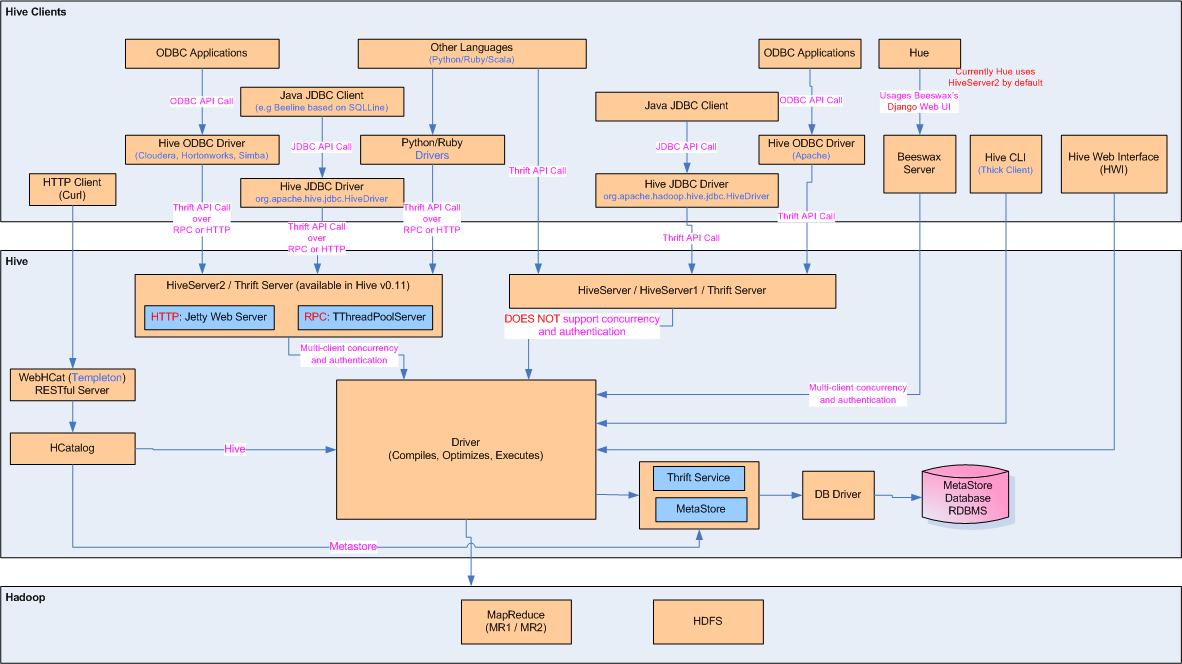 Hive Clients
ODBC Applications
Other Languages
(Python/Ruby/Scala)
ODBC Applications
Hue
Currently Hue uses
HiveServer2 by default
ODBC API Call
Java JDBC Client
(e.g Beeline based on SQLLine)
Java JDBC Client
ODBC API Call
Usages Beeswax's
Django Web UI
Hive ODBC Driver
(Cloudera, Hortonworks, Simba)
JDBC API Call
Python/Ruby
Drivers
Thrift API Call
JDBC API Call
Hive ODBC Driver
(Apache)
Beeswax
Server
Hive CLI
(Thick Client)
Hive Web Interface
(HWI)
HTTP Client
(Curl)
Hive JDBC Driver
org.apache.hive.jdbc.HiveDriver
Hive JDBC Driver
org.apache.hadoop.hive.jdbc.HiveDriver
Thrift API Call
over
RPC or HTTP
Thrift API Call
over
RPC or HTTP
Thrift API Call
over
RPC or HTTP
Thrift API Call
Thrift API Call
Hive
HiveServer2 / Thrift Server (available in Hive v0.11)
HTTP: Jetty Web Server
RPC: TThreadPoolServer
HiveServer / HiveServer1 / Thrift Server
DOES NOT support concurrency
and authentication
Multi-client concurrency
and authentication
WebHCat (Templeton)
RESTful Server
Multi-client concurrency
and authentication
HCatalog
Hive
Driver
(Compiles, Optimizes, Executes)
Thrift Service
MetaStore
DB Driver
MetaStore
Database
RDBMS
Metastore
Hadoop
MapReduce
(MR1 / MR2)
HDFS